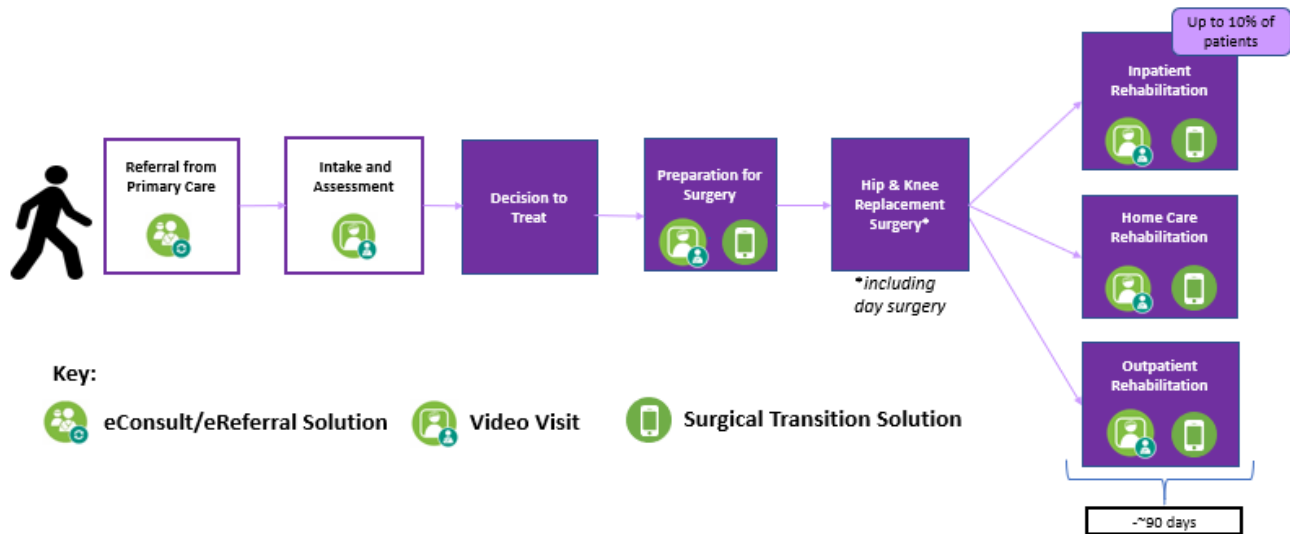 Up to 10% of
patients
Inpatient
Rehabilitation
Referral from
Primary Care
Intake and
Assessment
Decision to
Treat
Preparation for
Surgery
Hip & Knee
Replacement
Surgery*
*including
day surgery
Home Care
Rehabilitation
Outpatient
Rehabilitation
Key:
eConsult/eReferral Solution
Video Visit
Surgical Transition Solution
-~90 days